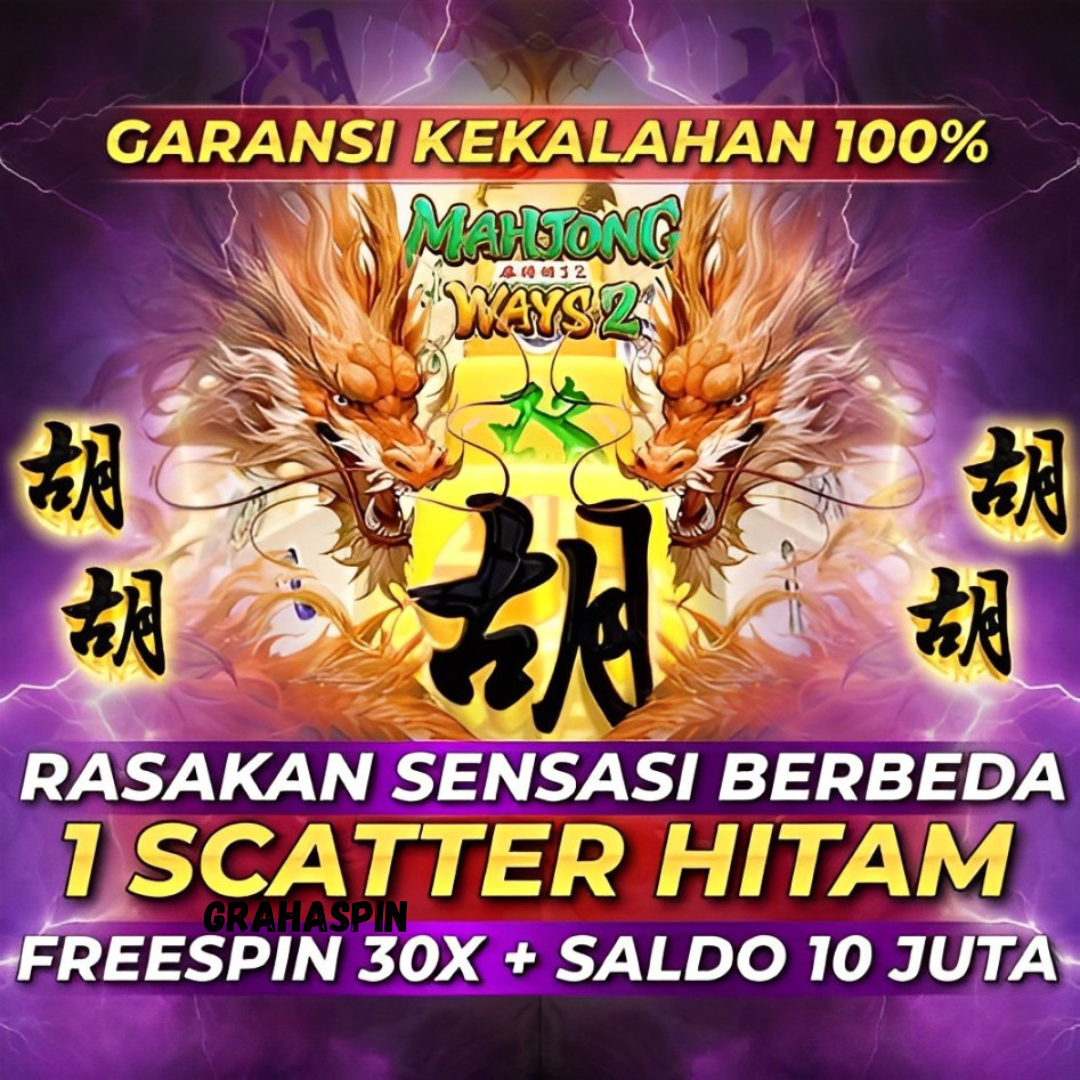 GARANSI KEKALAHAN 100%
MAHJONG
WAYS 2
胡
胡
胡
胡
胡
RASAKAN SENSASI BERBEDA
1 SCATTER HITAM
GRAHASPIN
FREESPIN 30X + SALDO 10 JUTA